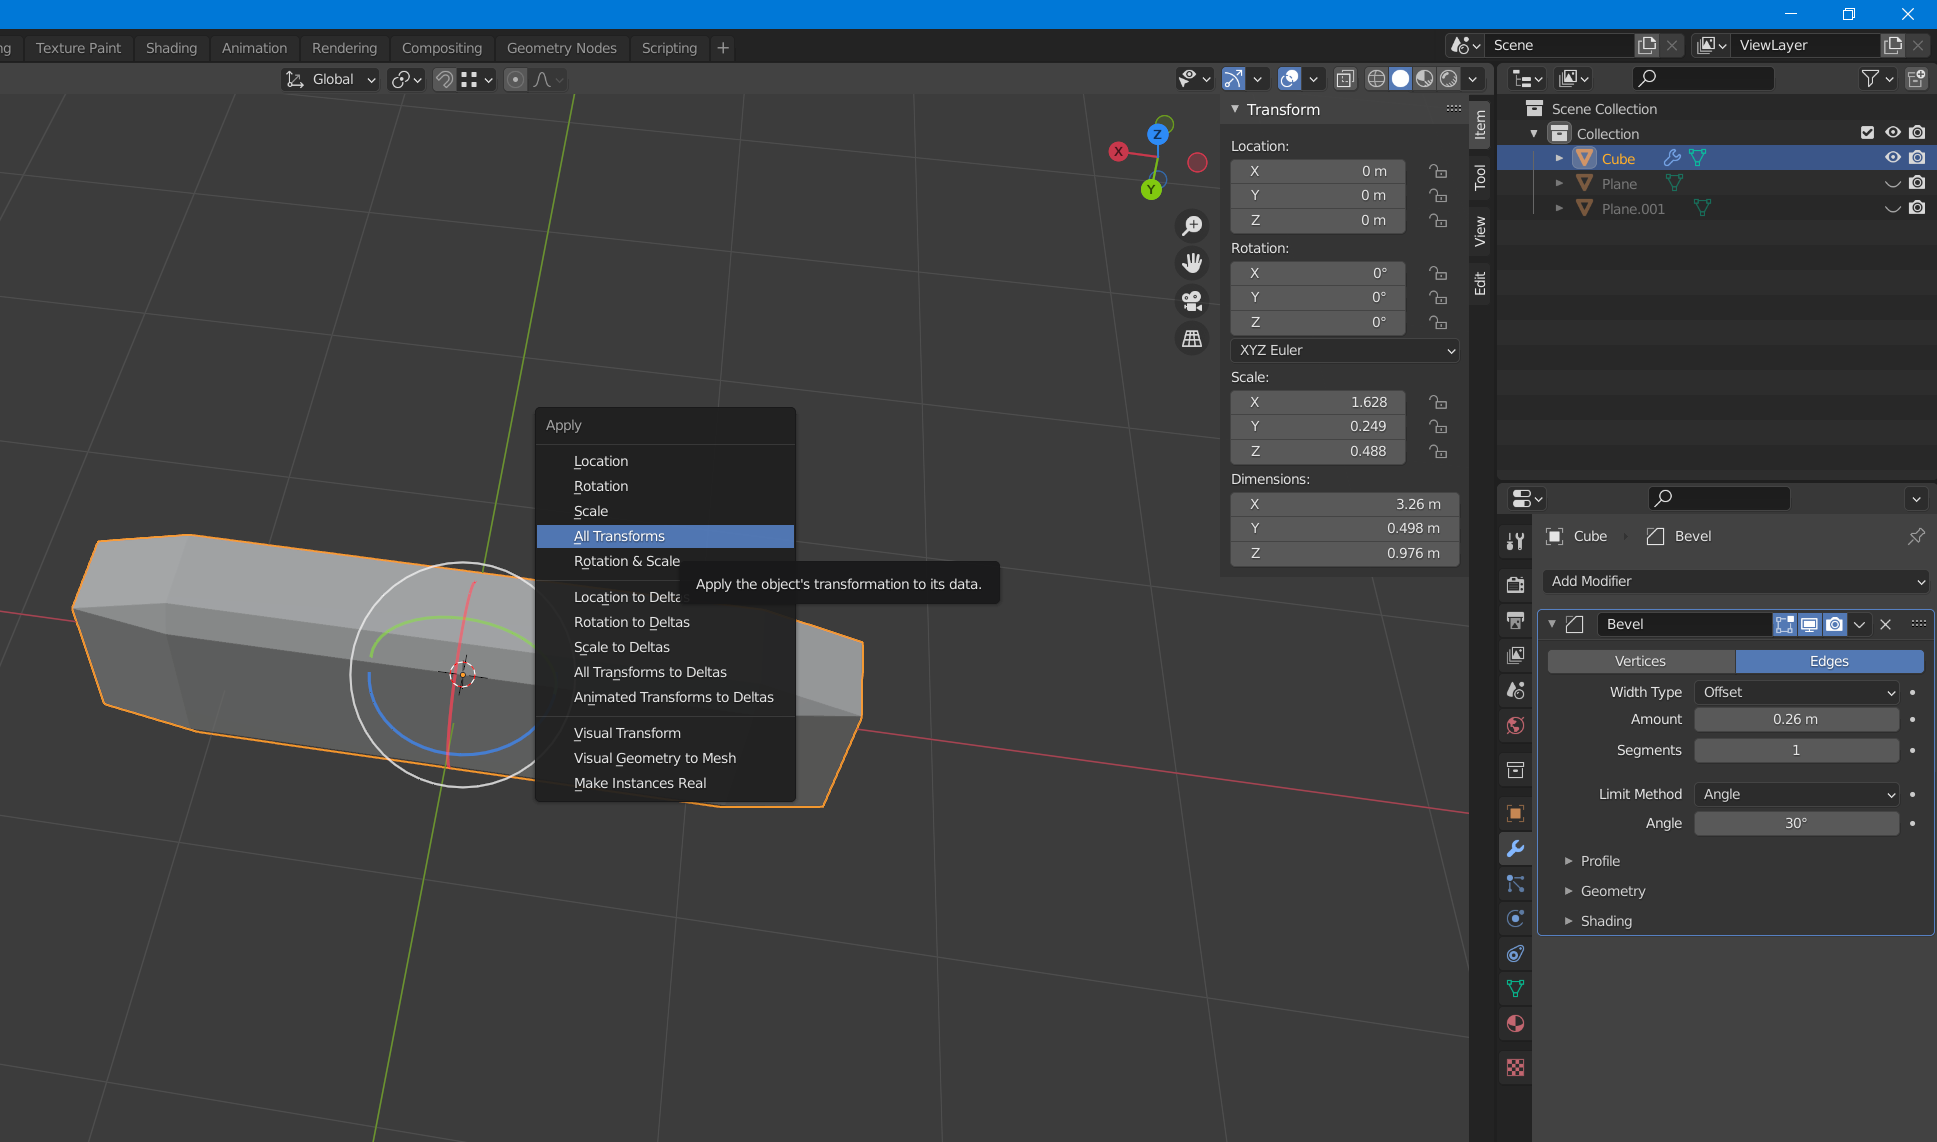 ng Texture Paint Shading Animation Rendering Compositing Geometry Nodes Scripting + Scene ViewLayer
Global
Transform
Location:
X 0 m
Y 0 m
Z 0 m
Rotation:
X 0°
Y 0°
Z 0°
XYZ Euler
Scale:
X 1.628
Y 0.249
Z 0.488
Dimensions:
X 3.26 m
Y 0.498 m
Z 0.976 m
Item
Tool
View
Edit
X
Z
Y
Apply
Location
Rotation
Scale
All Transforms
Rotation & Scale
Apply the object's transformation to its data.
Location to Deltas
Rotation to Deltas
Scale to Deltas
All Transforms to Deltas
Animated Transforms to Deltas
Visual Transform
Visual Geometry to Mesh
Make Instances Real
Scene Collection
Collection
Cube
Plane
Plane.001
Cube Bevel
Add Modifier
Bevel
Vertices Edges
Width Type Offset
Amount 0.26 m
Segments 1
Limit Method Angle
Angle 30°
Profile
Geometry
Shading